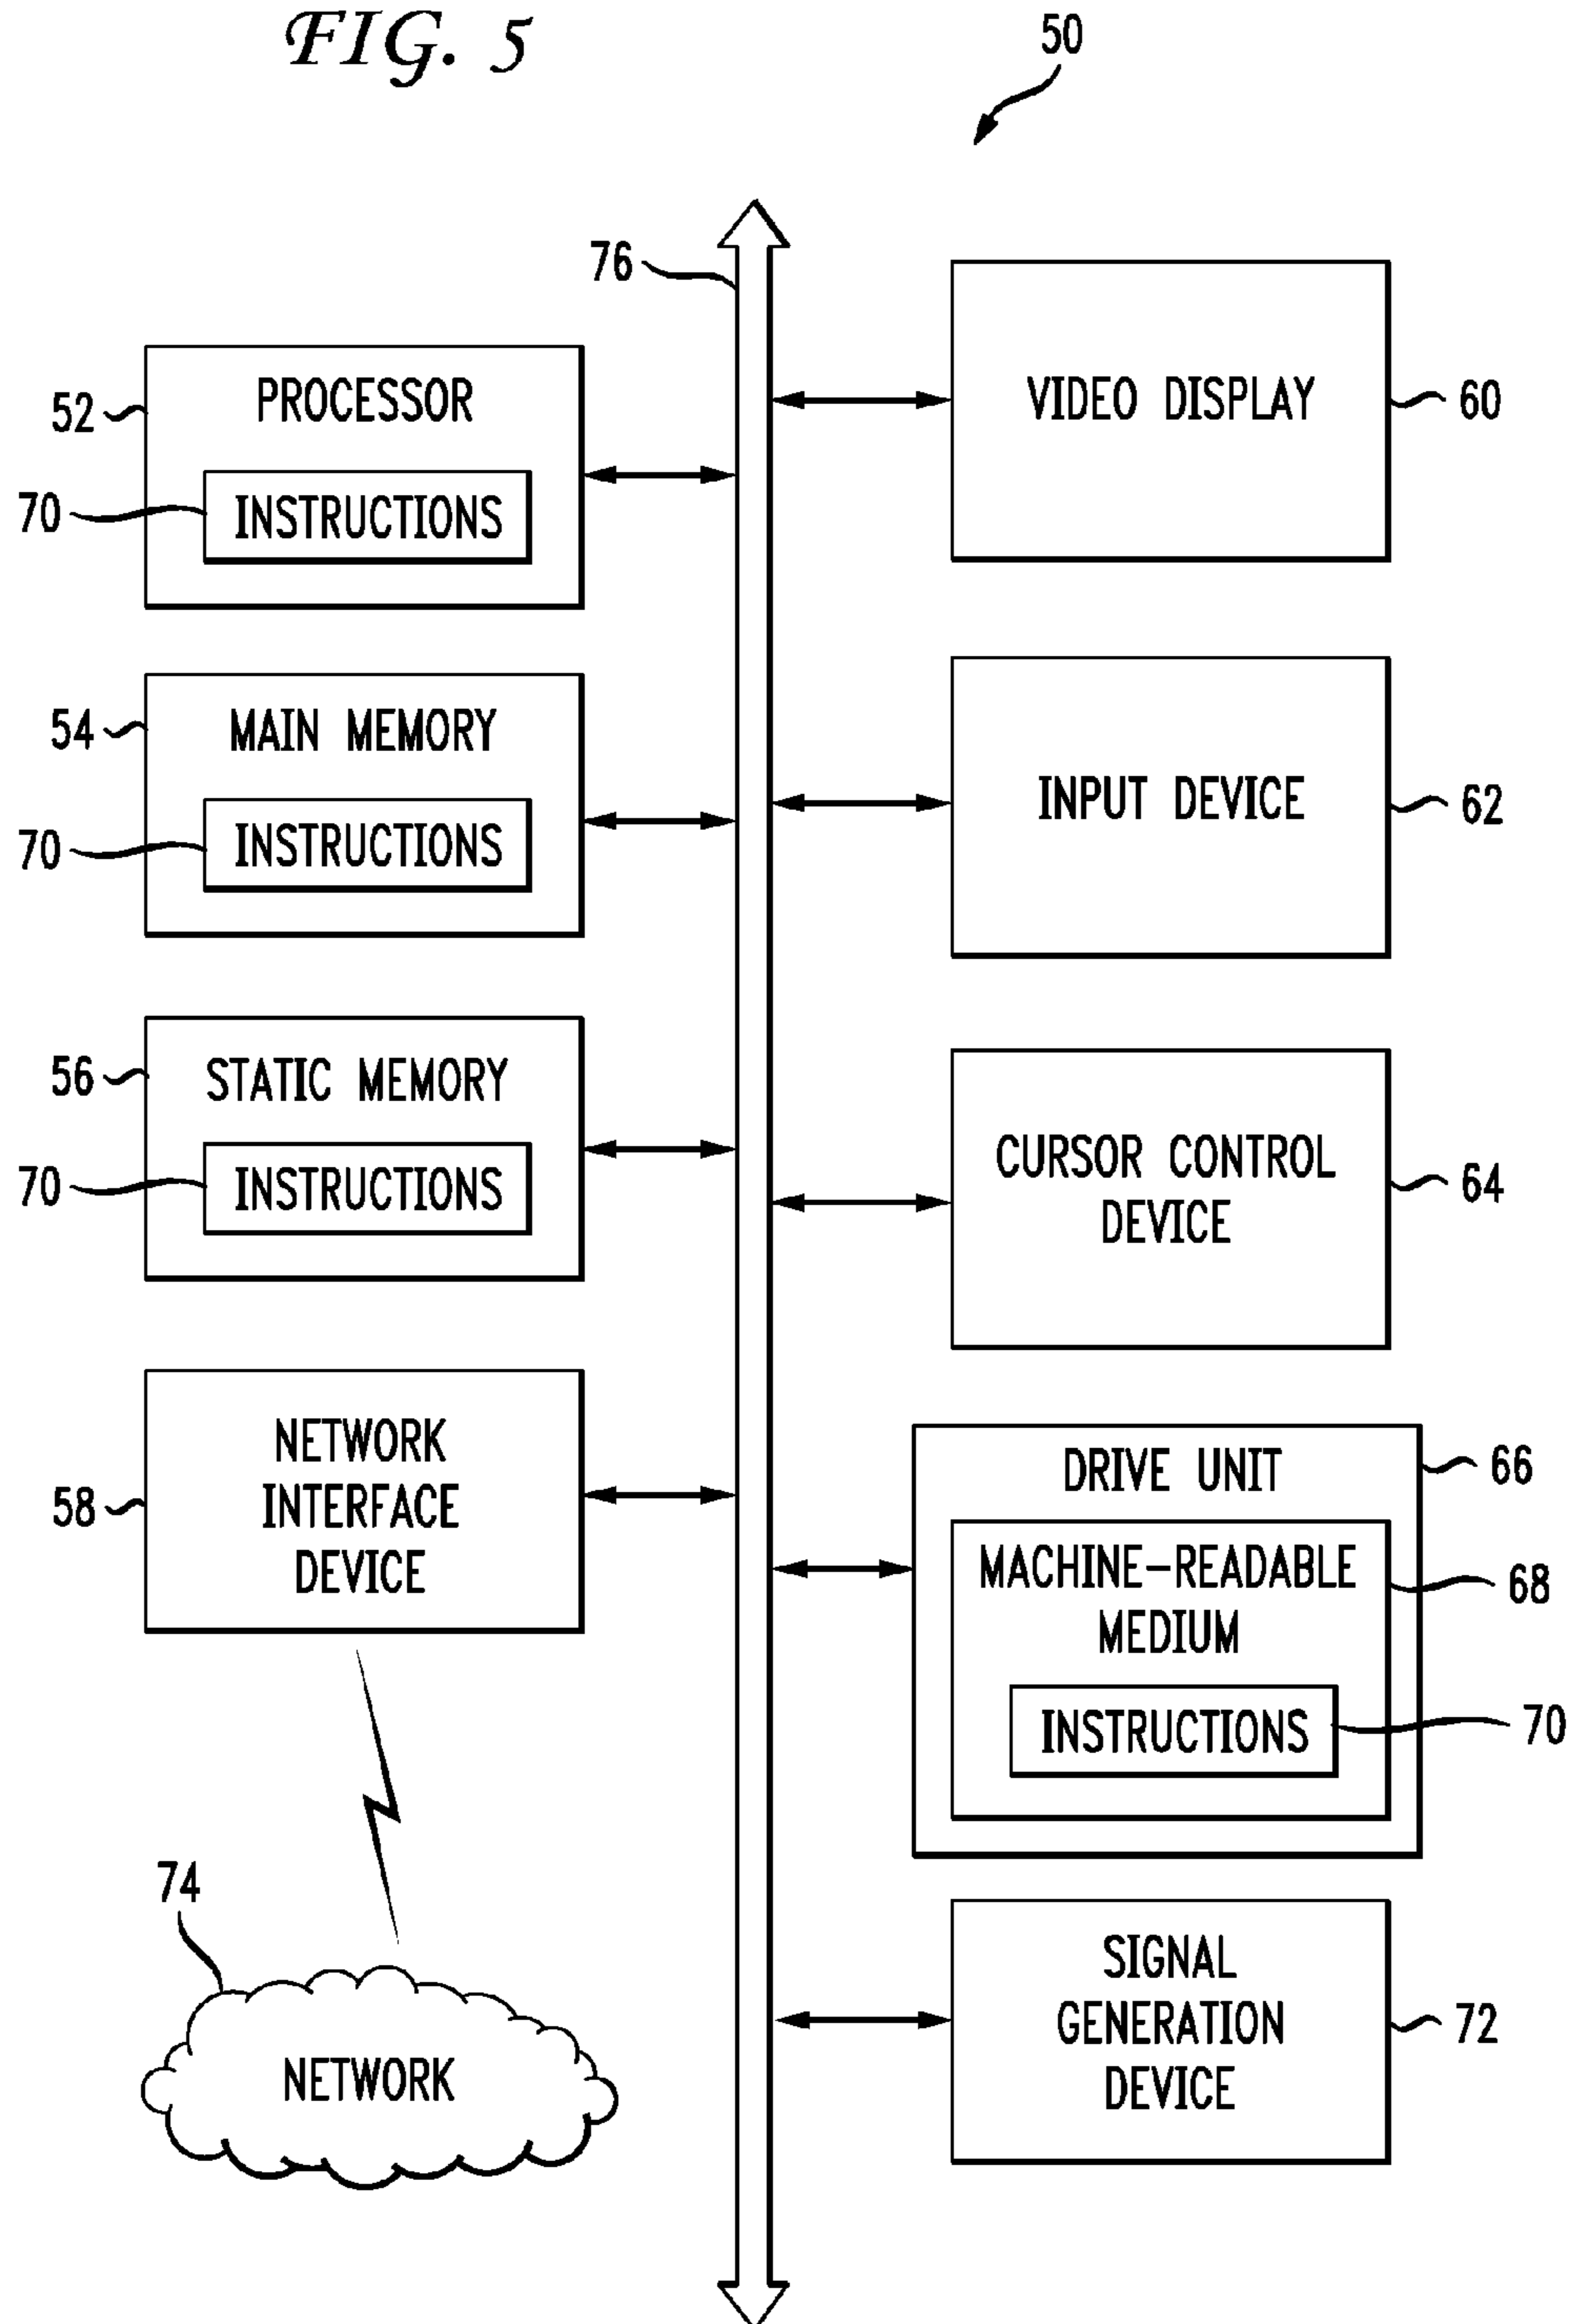 FIG. 5
50
76
PROCESSOR
52
70
INSTRUCTIONS
MAIN MEMORY
54
70
INSTRUCTIONS
STATIC MEMORY
56
70
INSTRUCTIONS
NETWORK
INTERFACE
DEVICE
58
74
NETWORK
VIDEO DISPLAY
60
INPUT DEVICE
62
CURSOR CONTROL
DEVICE
64
DRIVE UNIT
66
MACHINE-READABLE
MEDIUM
68
INSTRUCTIONS
70
SIGNAL
GENERATION
DEVICE
72